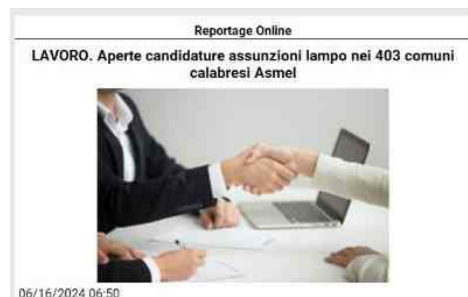 Reportage Online
LAVORO. Aperte candidature assunzioni lampo nei 403 comuni
calabresi Asmel
06/16/2024 06:50